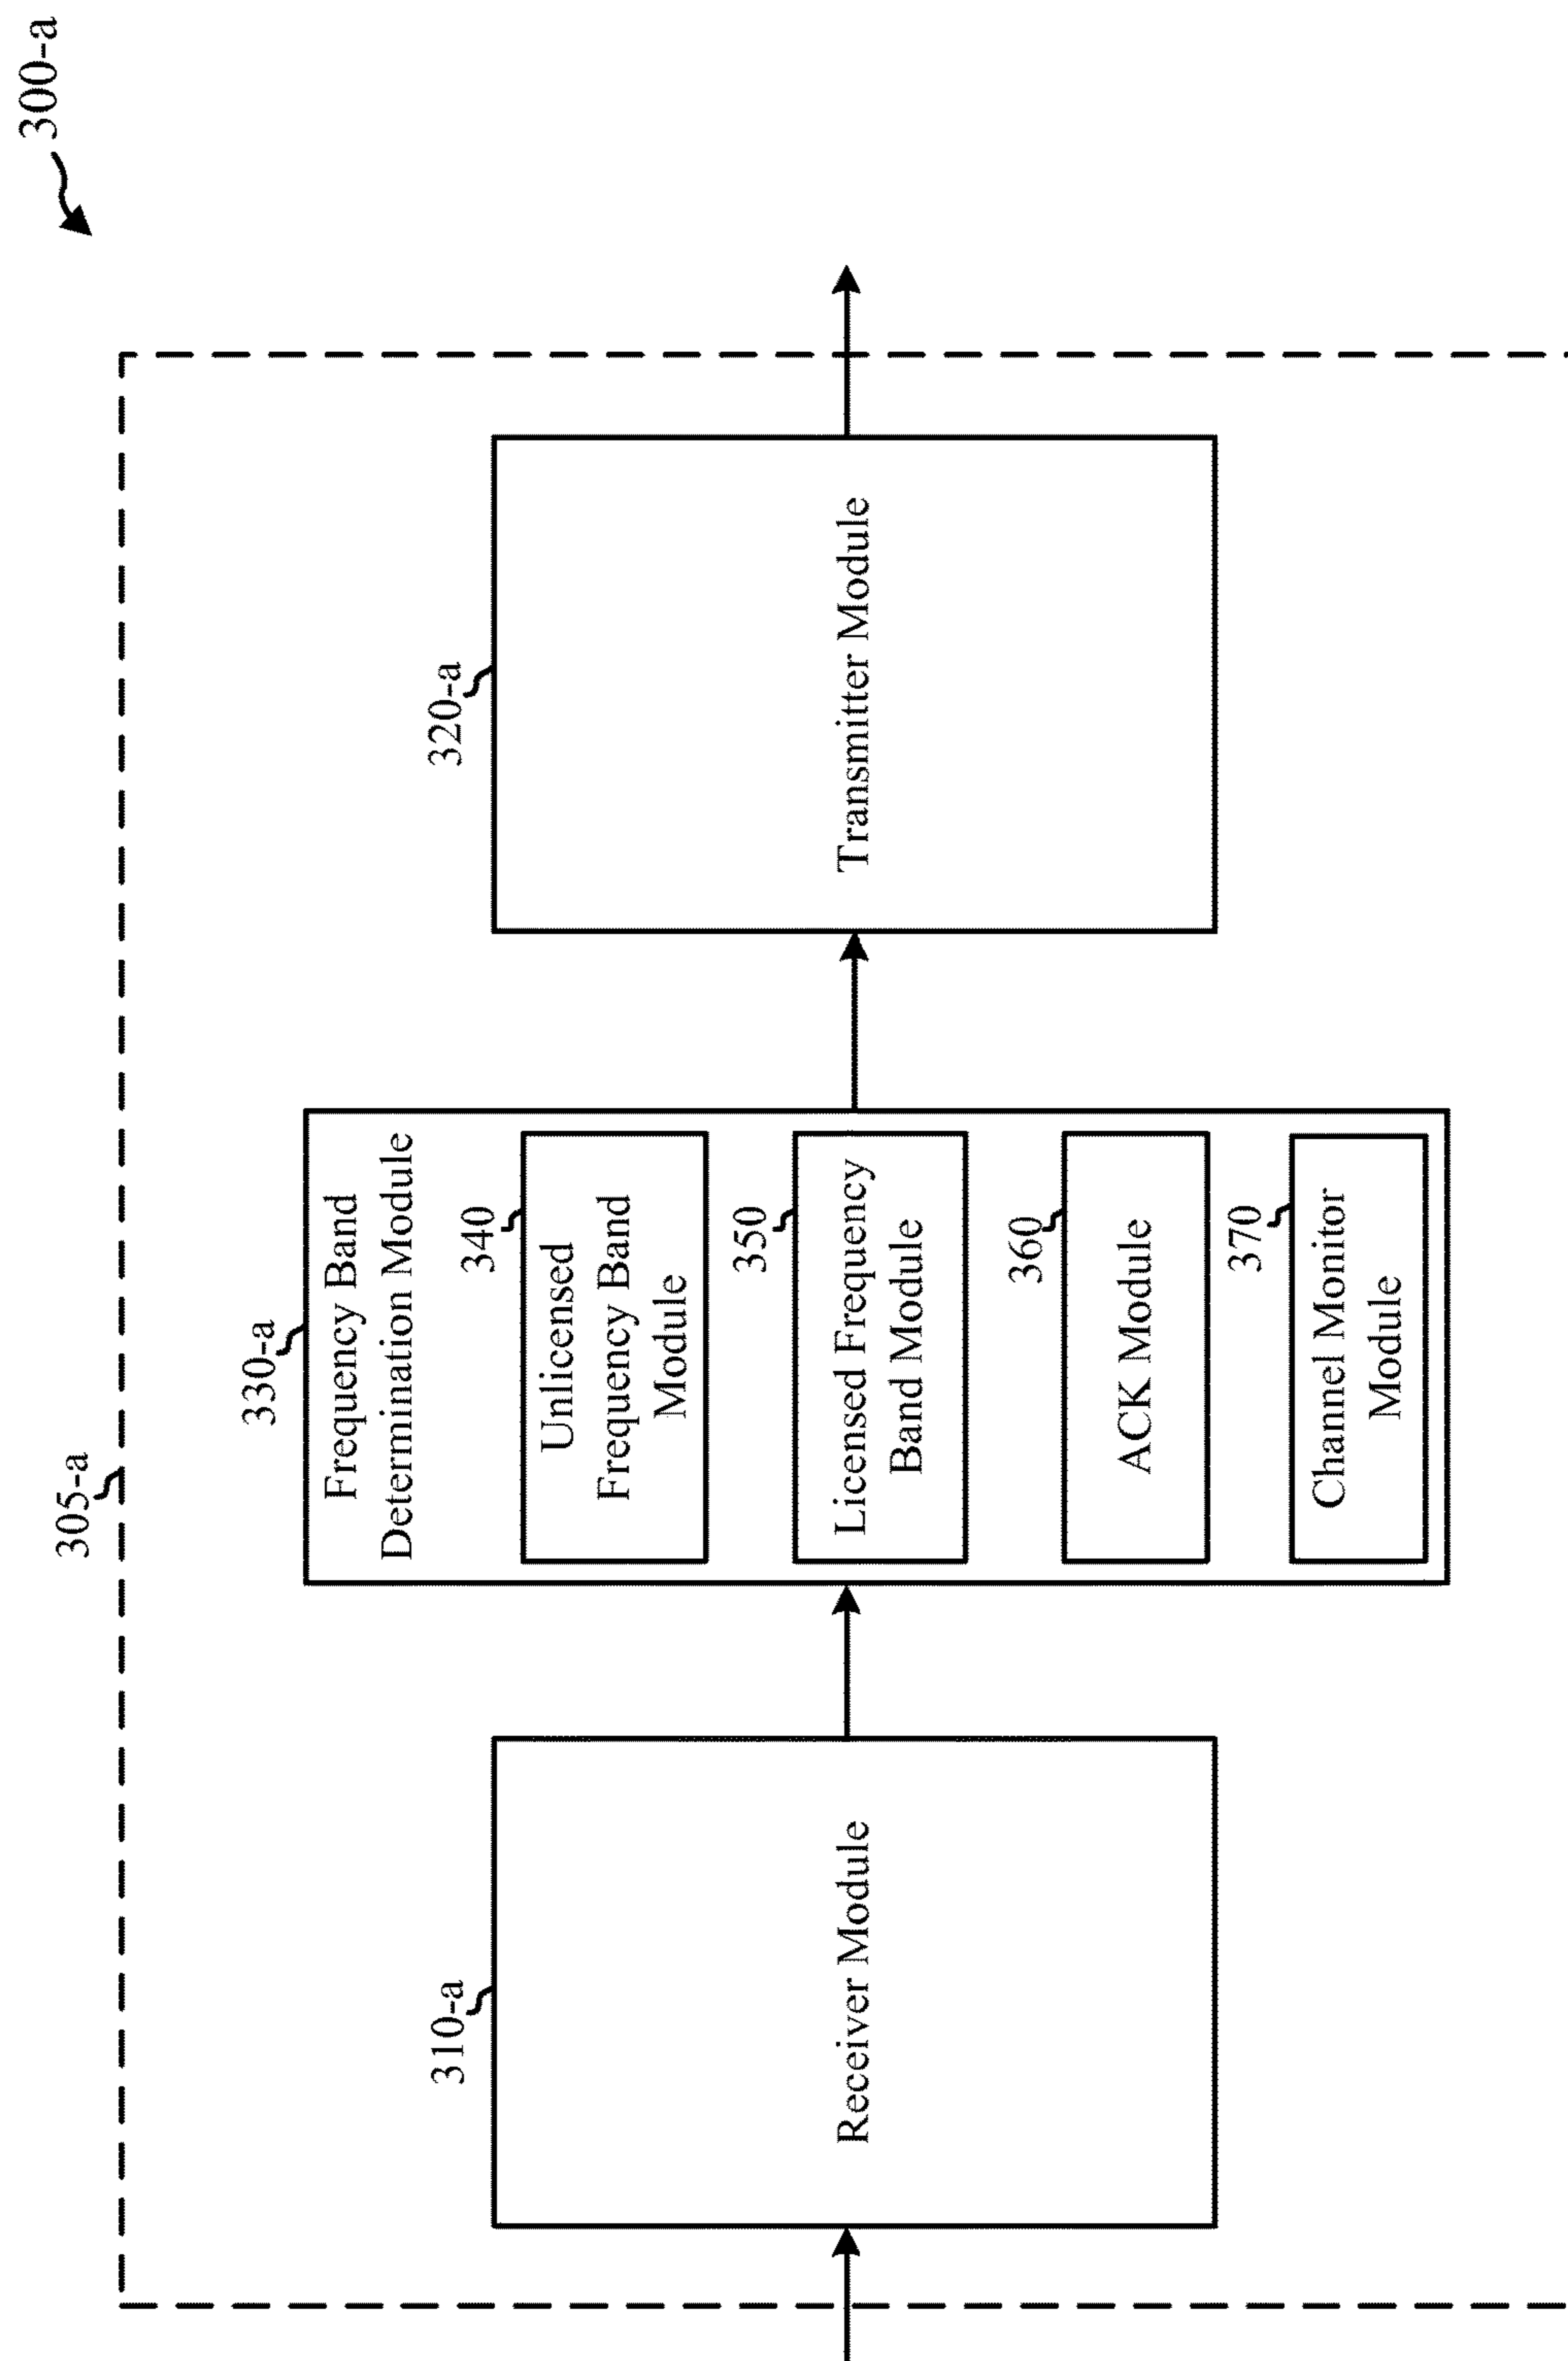 300-a
305-a
310-a
Receiver Module
330-a
Frequency Band
Determination Module
340
Unlicensed
Frequency Band
Module
350
Licensed Frequency
Band Module
360
ACK Module
370
Channel Monitor
Module
320-a
Transmitter Module